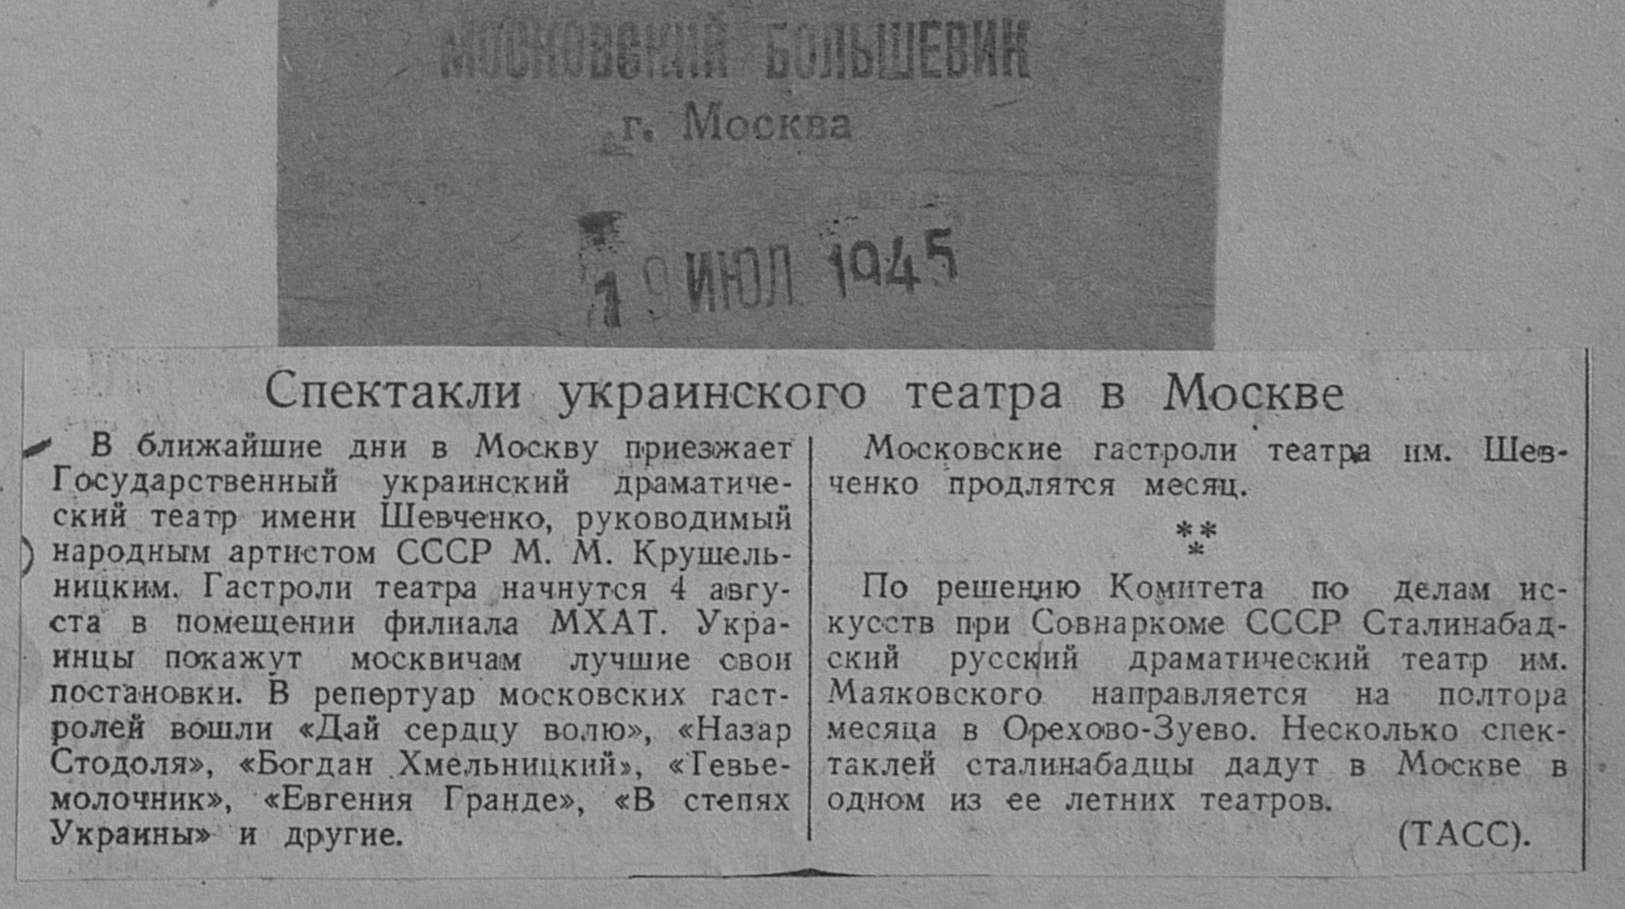 МОСКОВСКИЙ БОЛЬШЕВИК
г. Москва
19 ИЮЛ 1945
Спектакли украинского театра в Москве
В ближайшие дни в Москву приезжает
Государственный украинский драматиче-
ский театр имени Шевченко, руководимый
народным артистом СССР М. М. Крушель-
ницким. Гастроли театра начнутся 4 авгу-
ста в помещении филиала МХАТ. Укра-
инцы покажут москвичам лучшие свои
постановки. В репертуар московских гаст-
ролей вошли «Дай сердцу волю», «Назар
Стодоля», «Богдан Хмельницкий», «Тевье-
молочник», «Евгения Гранде», «В степях
Украины» и другие.
Московские гастроли театра им. Шев-
ченко продлятся месяц.
* *
*
По решению Комитета по делам ис-
кусств при Совнаркоме СССР Сталинабад-
ский русский драматический театр им.
Маяковского направляется на полтора
месяца в Орехово-Зуево. Несколько спек-
таклей сталинабадцы дадут в Москве в
одном из ее летних театров.
(ТАСС).